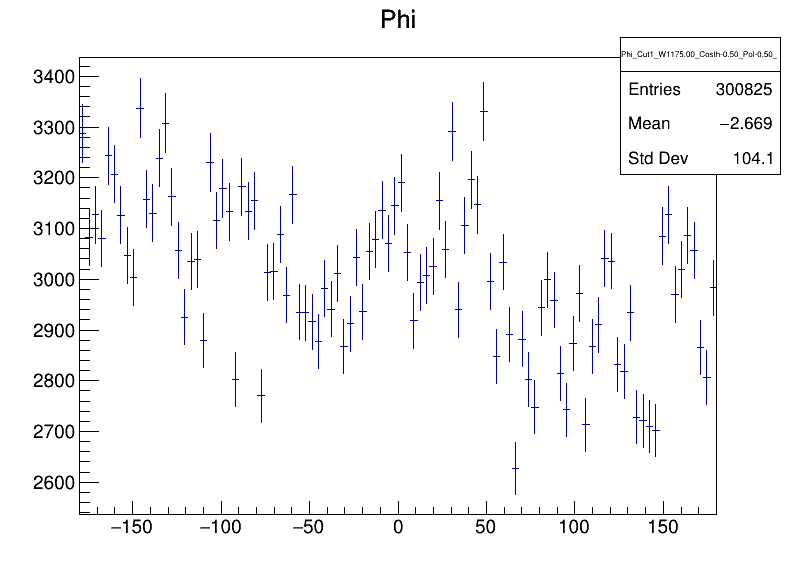 Phi
Phi_Cut1_W1175.00_Costh-0.50_Pol-0.50_
Entries 300825
Mean −2.669
Std Dev 104.1
3400
3300
3200
3100
3000
2900
2800
2700
2600
−150 −100 −50 0 50 100 150